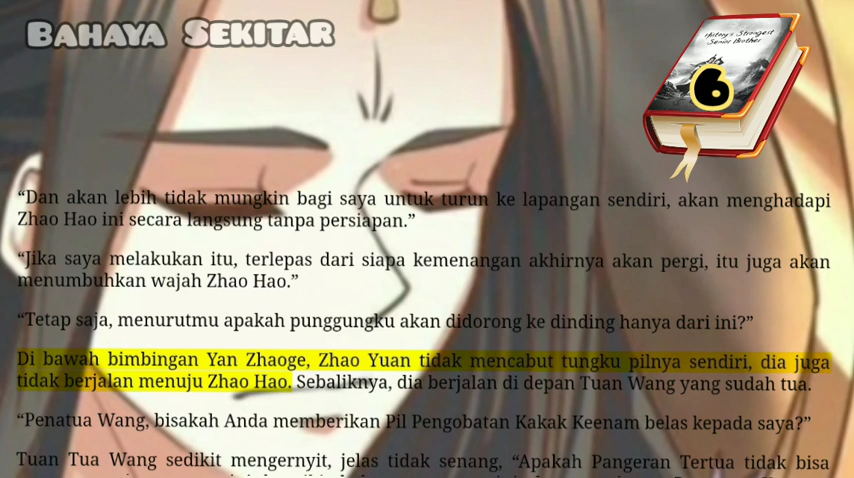 Bahaya Sekitar
History's Strongest
Senior Brother
6
“Dan akan lebih tidak mungkin bagi saya untuk turun ke lapangan sendiri, akan menghadapi
Zhao Hao ini secara langsung tanpa persiapan.”
“Jika saya melakukan itu, terlepas dari siapa kemenangan akhirnya akan pergi, itu juga akan
menumbuhkan wajah Zhao Hao.”
“Tetap saja, menurutmu apakah punggungku akan didorong ke dinding hanya dari ini?”
Di bawah bimbingan Yan Zhaoge, Zhao Yuan tidak mencabut tungku pilnya sendiri, dia juga
tidak berjalan menuju Zhao Hao. Sebaliknya, dia berjalan di depan Tuan Wang yang sudah tua.
“Penatua Wang, bisakah Anda memberikan Pil Pengobatan Kakak Keenam belas kepada saya?”
Tuan Tua Wang sedikit mengernyit, jelas tidak senang, “Apakah Pangeran Tertua tidak bisa